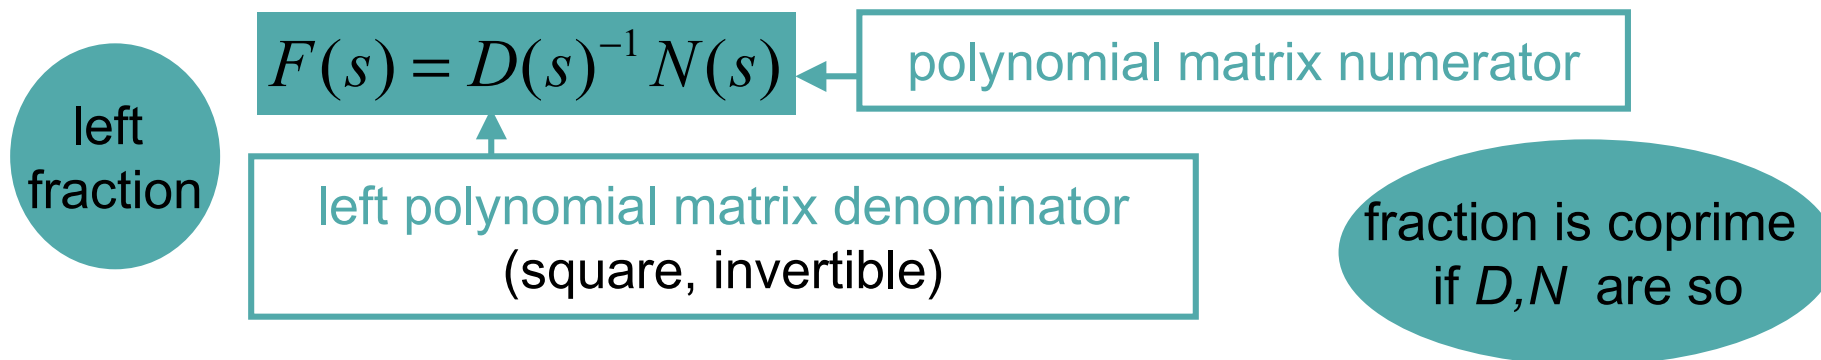 left
fraction
F(s) = D(s)⁻¹ N(s)
polynomial matrix numerator
left polynomial matrix denominator
(square, invertible)
fraction is coprime
if D,N are so